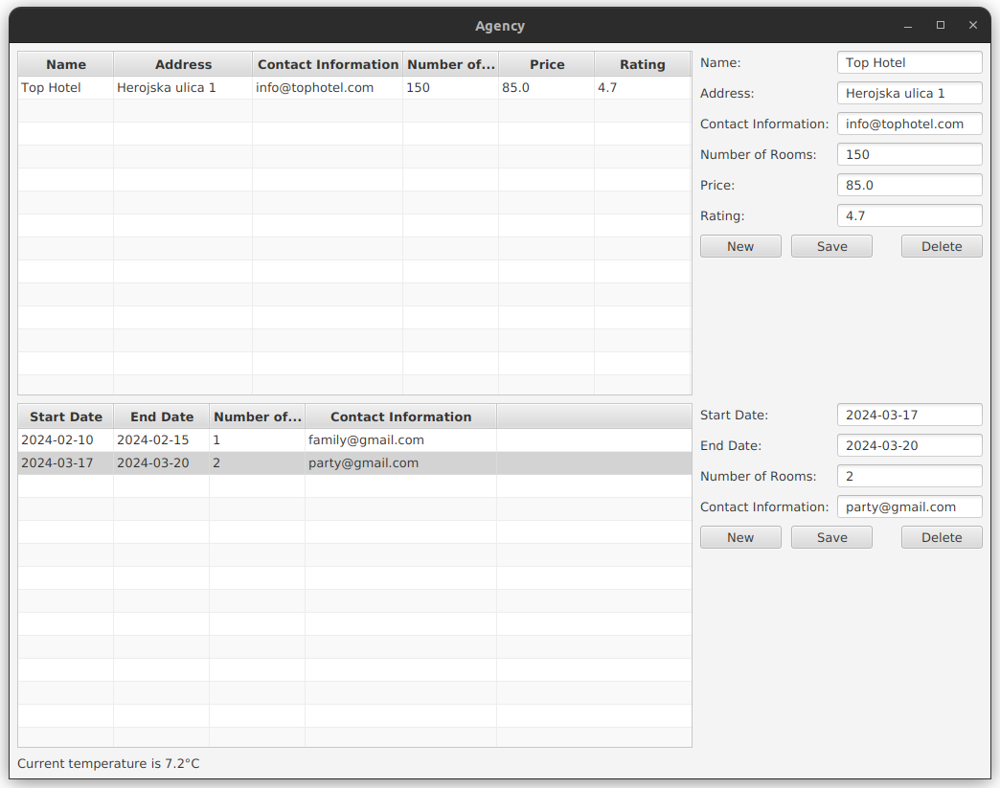 Agency
Name Address Contact Information Number of... Price Rating
Top Hotel Herojska ulica 1 info@tophotel.com 150 85.0 4.7
Name: Top Hotel
Address: Herojska ulica 1
Contact Information: info@tophotel.com
Number of Rooms: 150
Price: 85.0
Rating: 4.7
New Save Delete
Start Date End Date Number of... Contact Information
2024-02-10 2024-02-15 1 family@gmail.com
2024-03-17 2024-03-20 2 party@gmail.com
Start Date: 2024-03-17
End Date: 2024-03-20
Number of Rooms: 2
Contact Information: party@gmail.com
New Save Delete
Current temperature is 7.2°C